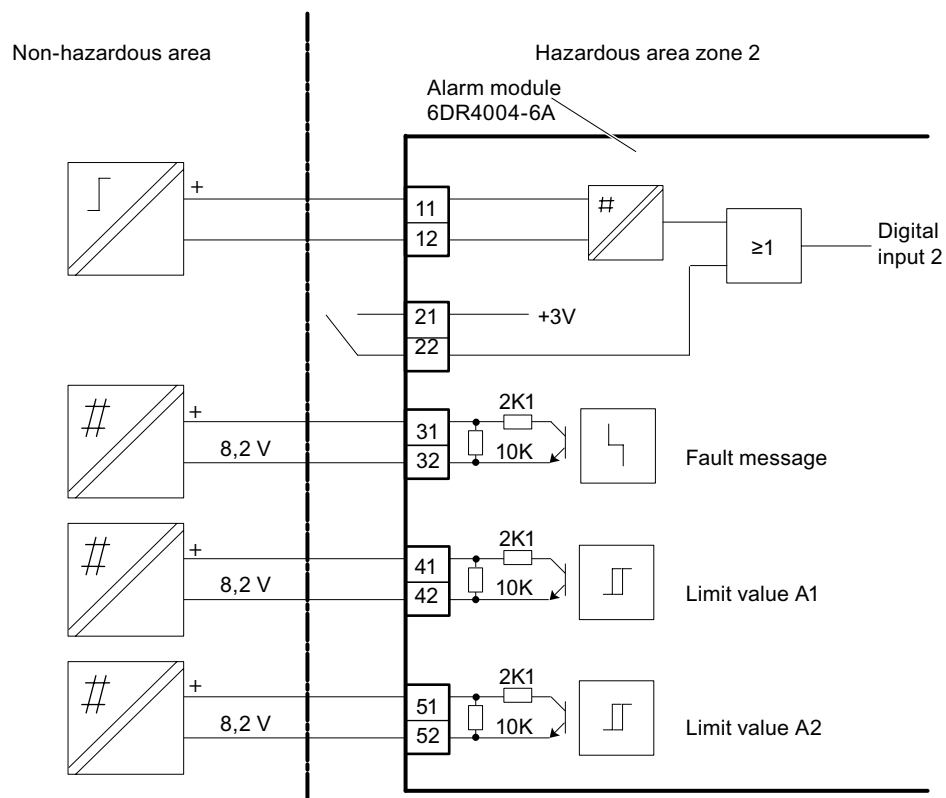 Non-hazardous area
Hazardous area zone 2
Alarm module
6DR4004-6A
+
11
12
#
≥1
Digital
input 2
21
22
+3V
#
+
8,2 V
31
32
2K1
10K
Fault message
#
+
8,2 V
41
42
2K1
10K
Limit value A1
#
+
8,2 V
51
52
2K1
10K
Limit value A2